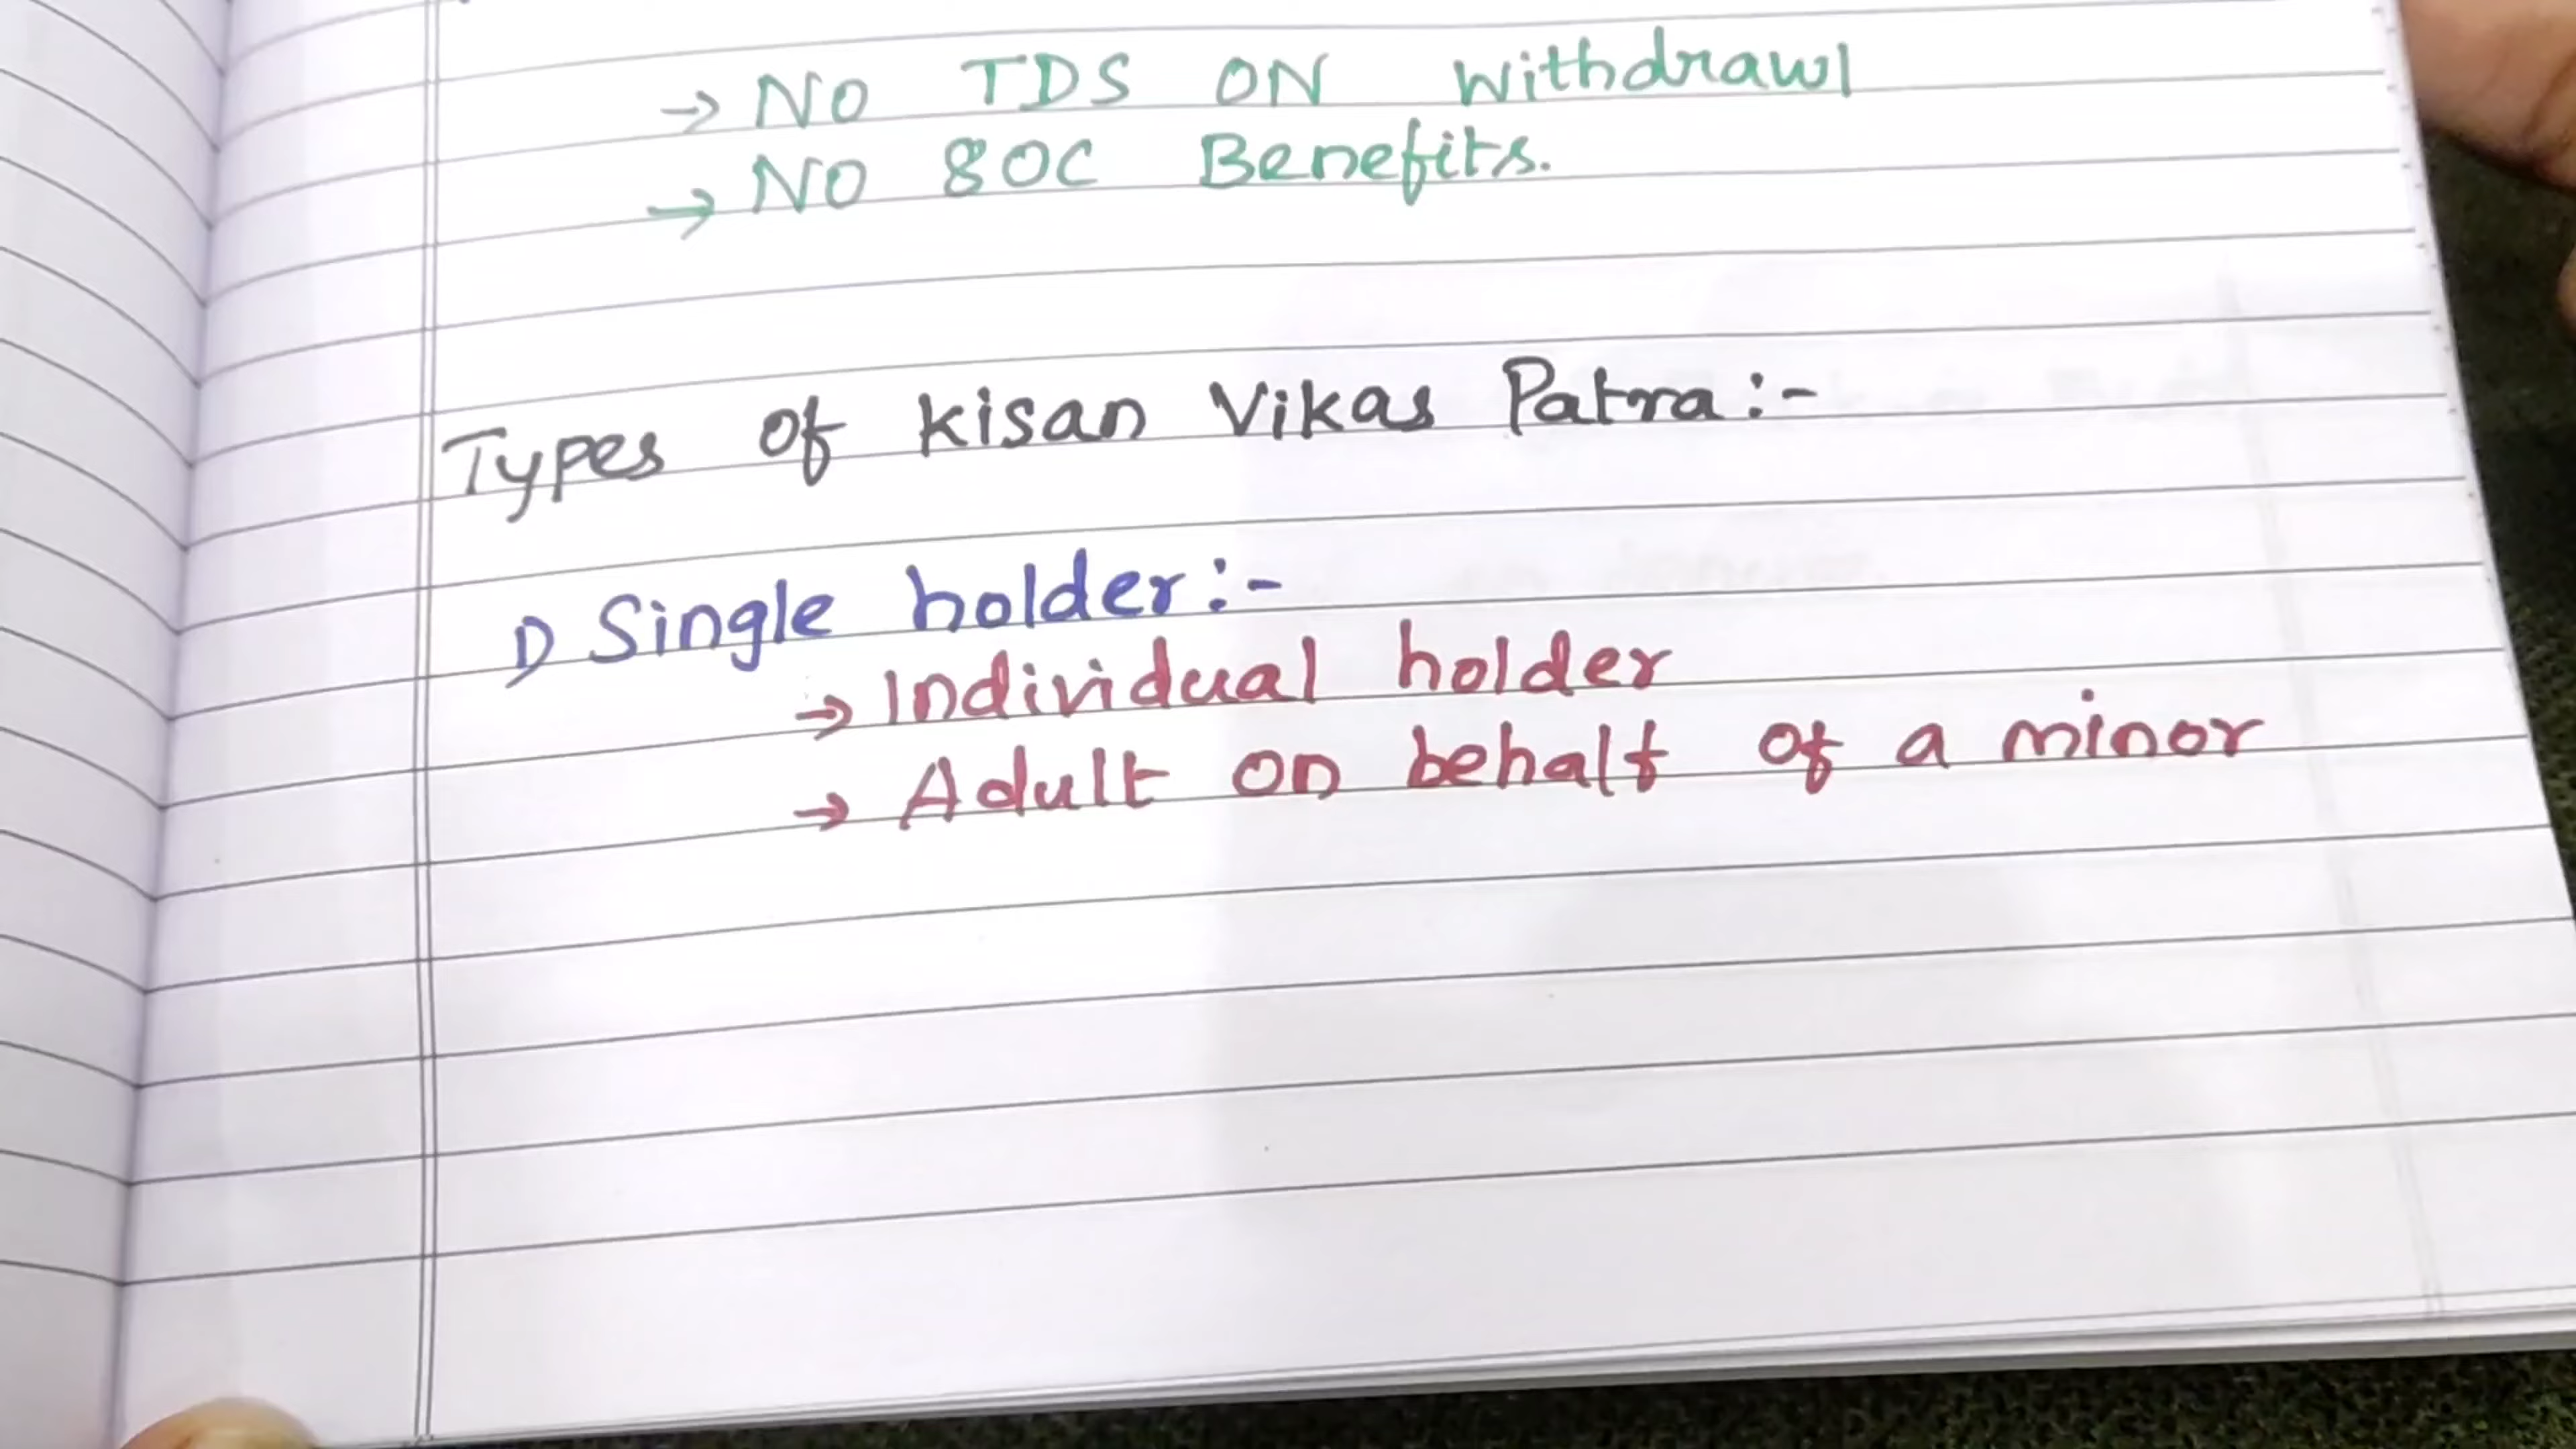 → NO TDS ON withdrawl
→ NO 80C Benefits.
Types of Kisan Vikas Patra:-
1) Single holder:-
→ Individual holder
→ Adult on behalf of a minor